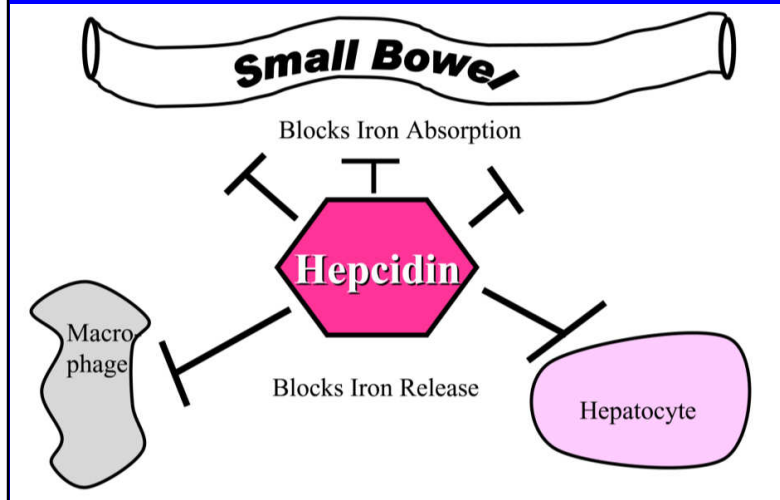 Small Bowel
Blocks Iron Absorption
Hepcidin
Macro
phage
Blocks Iron Release
Hepatocyte